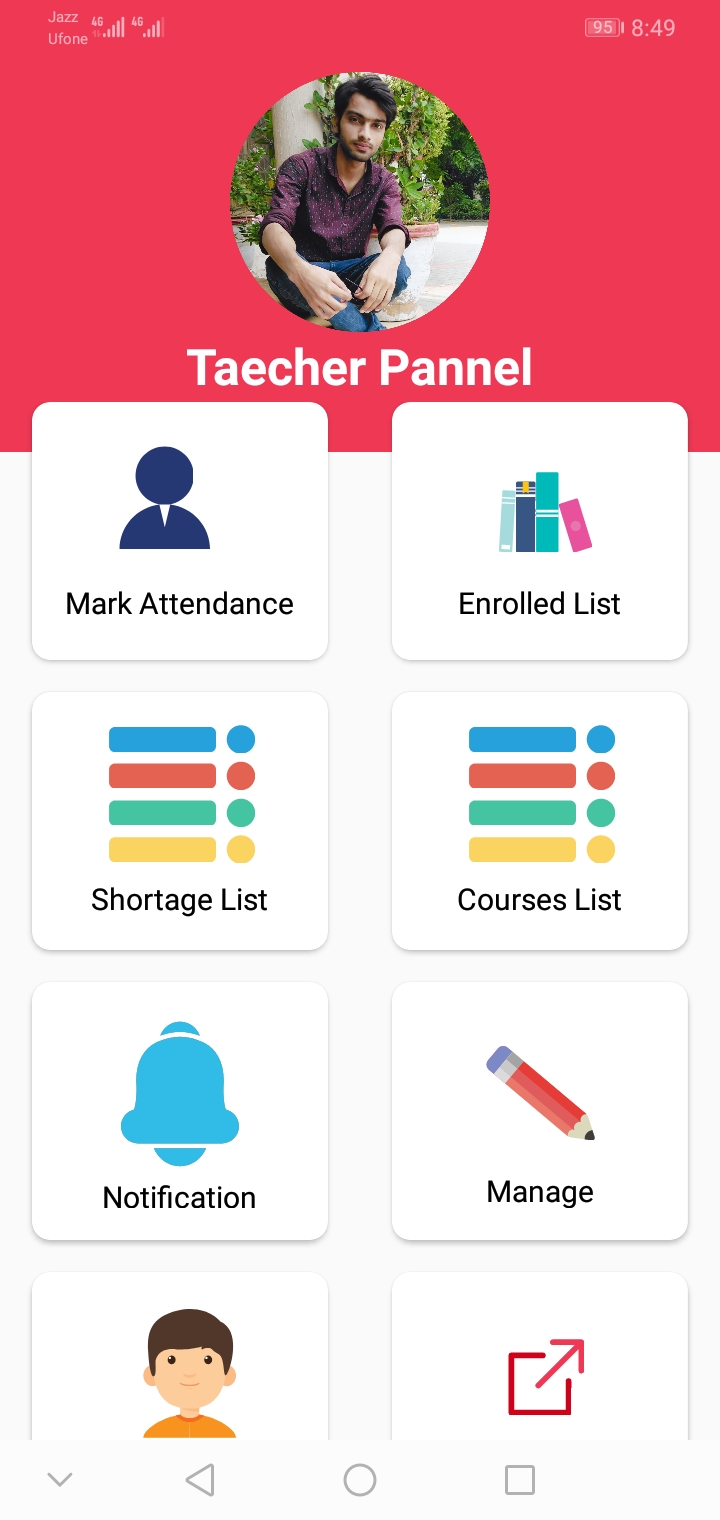 Jazz
Ufone
4G
4G
95
8:49
Taecher Pannel
Mark Attendance
Enrolled List
Shortage List
Courses List
Notification
Manage